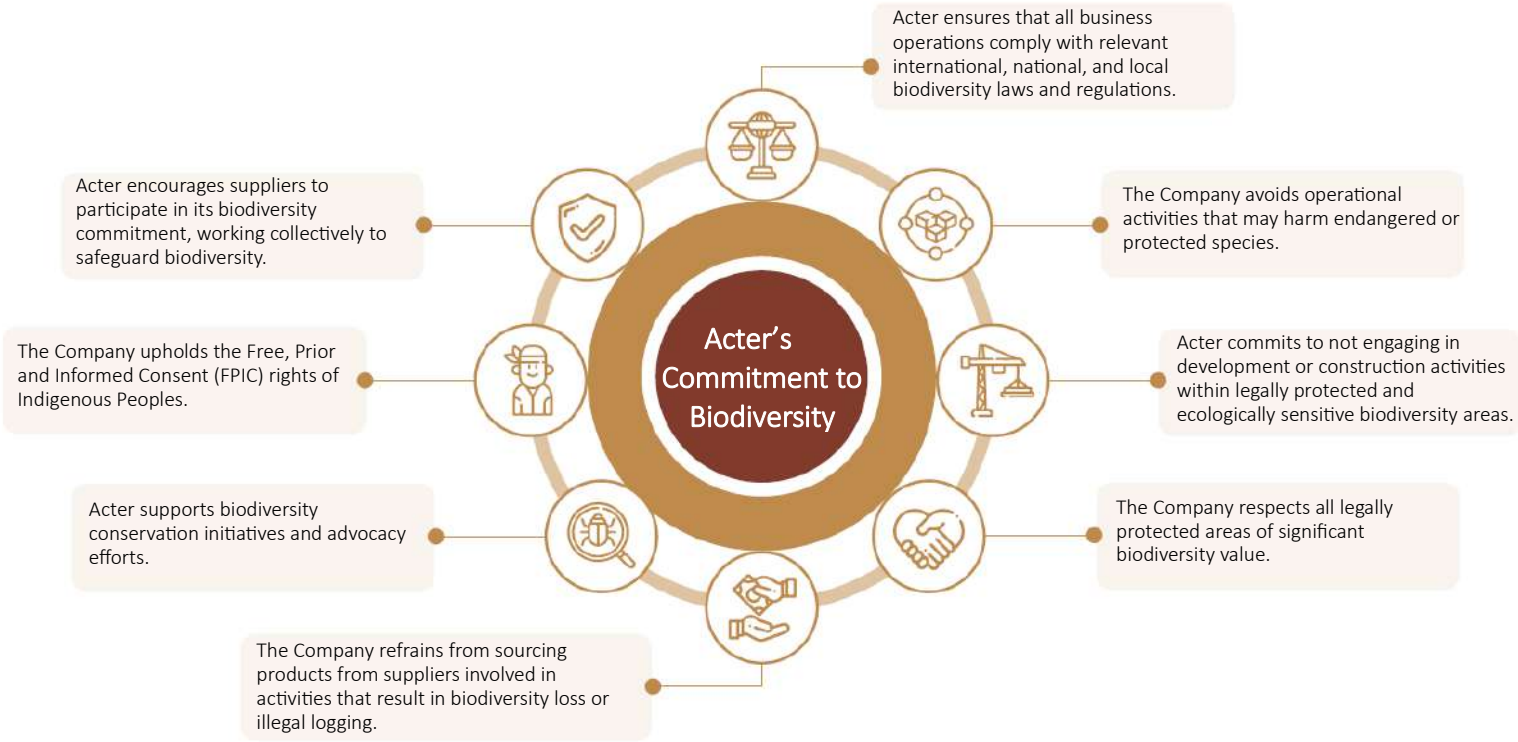 Acter ensures that all business
operations comply with relevant
international, national, and local
biodiversity laws and regulations.
The Company avoids operational
activities that may harm endangered or
protected species.
Acter commits to not engaging in
development or construction activities
within legally protected and
ecologically sensitive biodiversity areas.
The Company respects all legally
protected areas of significant
biodiversity value.
The Company refrains from sourcing
products from suppliers involved in
activities that result in biodiversity loss or
illegal logging.
Acter supports biodiversity
conservation initiatives and advocacy
efforts.
The Company upholds the Free, Prior
and Informed Consent (FPIC) rights of
Indigenous Peoples.
Acter encourages suppliers to
participate in its biodiversity
commitment, working collectively to
safeguard biodiversity.
Acter’s
Commitment to
Biodiversity